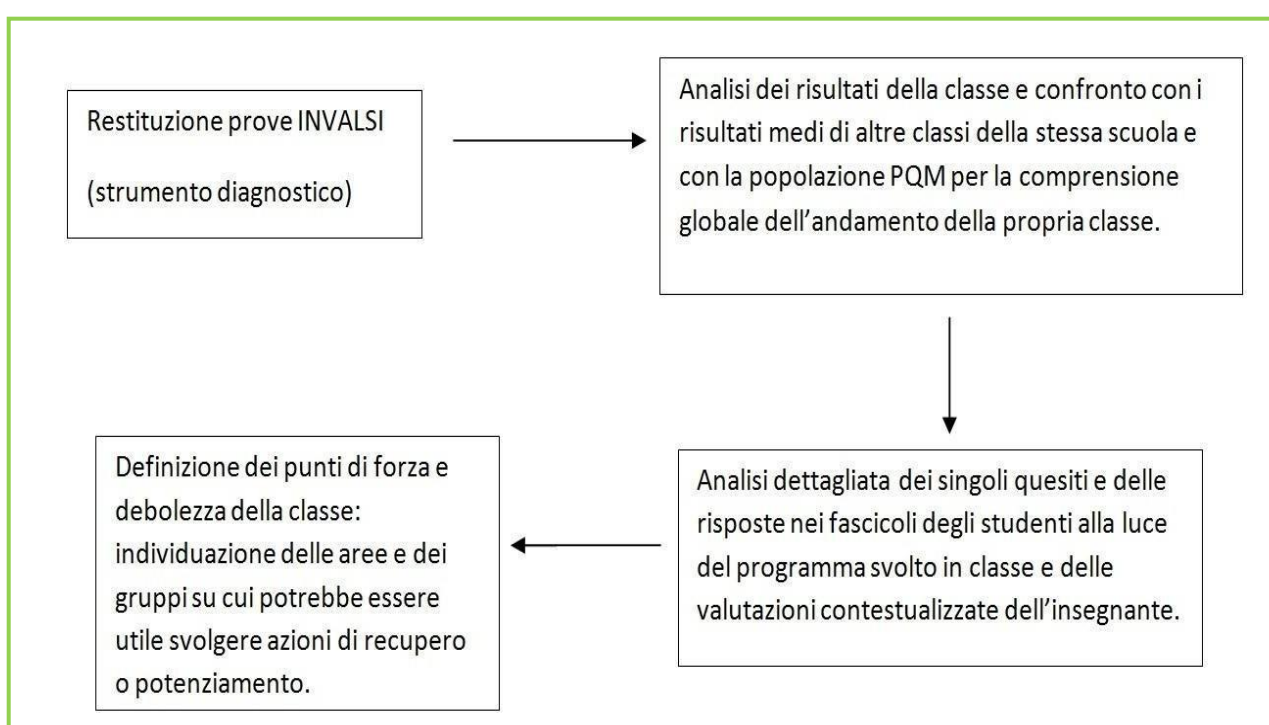 Restituzione prove INVALSI
(strumento diagnostico)
Analisi dei risultati della classe e confronto con i
risultati medi di altre classi della stessa scuola e
con la popolazione PQM per la comprensione
globale dell’andamento della propria classe.
Analisi dettagliata dei singoli quesiti e delle
risposte nei fascicoli degli studenti alla luce
del programma svolto in classe e delle
valutazioni contestualizzate dell’insegnante.
Definizione dei punti di forza e
debolezza della classe:
individuazione delle aree e dei
gruppi su cui potrebbe essere
utile svolgere azioni di recupero
o potenziamento.